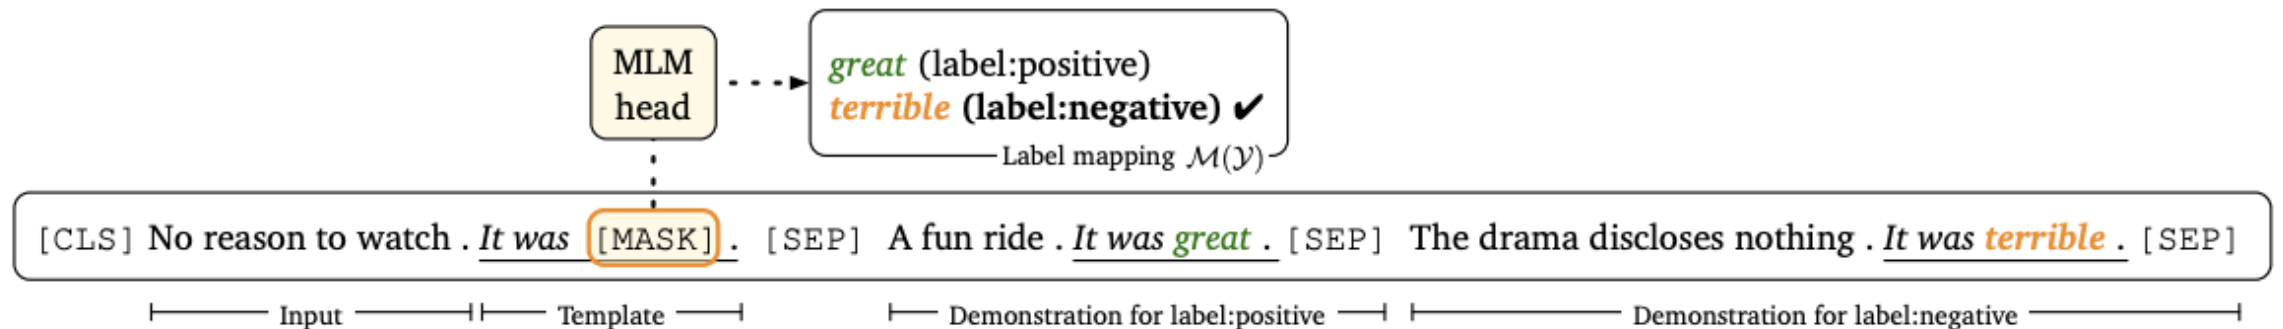 MLM
head
great (label:positive)
terrible (label:negative) ✔
Label mapping 𝓜(𝒴)
[CLS] No reason to watch . It was [MASK] . [SEP] A fun ride . It was great . [SEP] The drama discloses nothing . It was terrible . [SEP]
Input Template Demonstration for label:positive Demonstration for label:negative